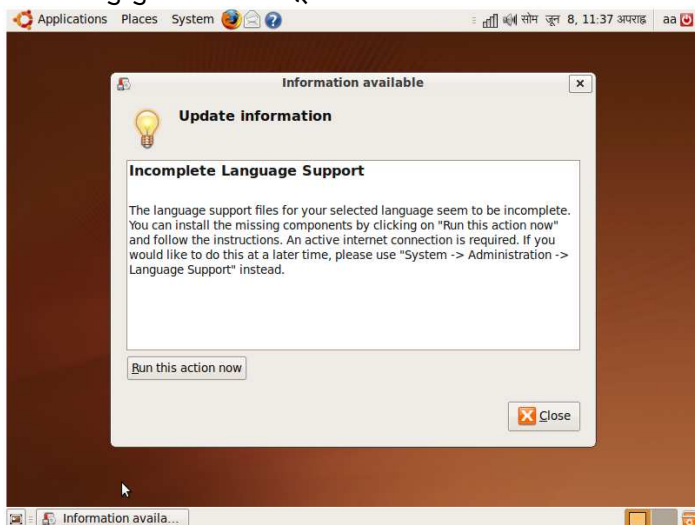 Applications Places System
सोम जून 8, 11:37 अपराह्न aa
Information available
Update information
Incomplete Language Support
The language support files for your selected language seem to be incomplete.
You can install the missing components by clicking on "Run this action now"
and follow the instructions. An active internet connection is required. If you
would like to do this at a later time, please use "System -> Administration ->
Language Support" instead.
Run this action now
Close
Information availa...